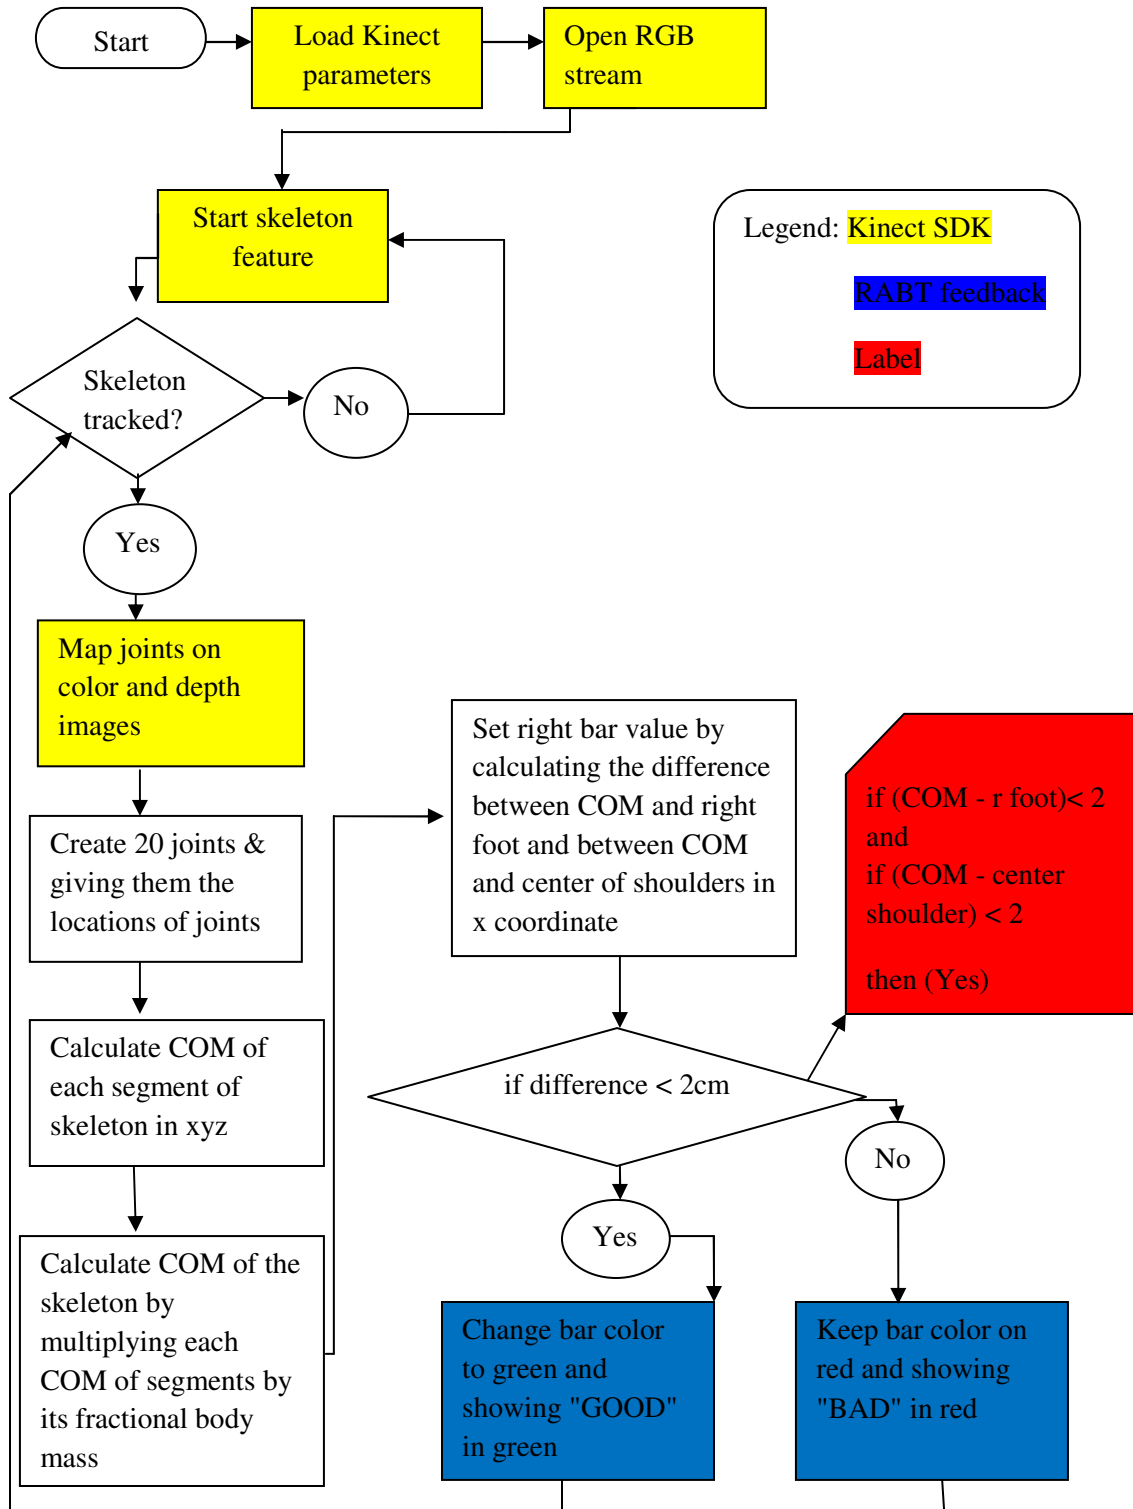 Start
Load Kinect
parameters
Open RGB
stream
Start skeleton
feature
Legend: Kinect SDK
RABT feedback
Label
Skeleton
tracked?
No
Yes
Map joints on
color and depth
images
Create 20 joints &
giving them the
locations of joints
Calculate COM of
each segment of
skeleton in xyz
Calculate COM of the
skeleton by
multiplying each
COM of segments by
its fractional body
mass
Set right bar value by
calculating the difference
between COM and right
foot and between COM
and center of shoulders in
x coordinate
if (COM - r foot)< 2
and
if (COM - center
shoulder) < 2
then (Yes)
if difference < 2cm
No
Yes
Change bar color
to green and
showing "GOOD"
in green
Keep bar color on
red and showing
"BAD" in red